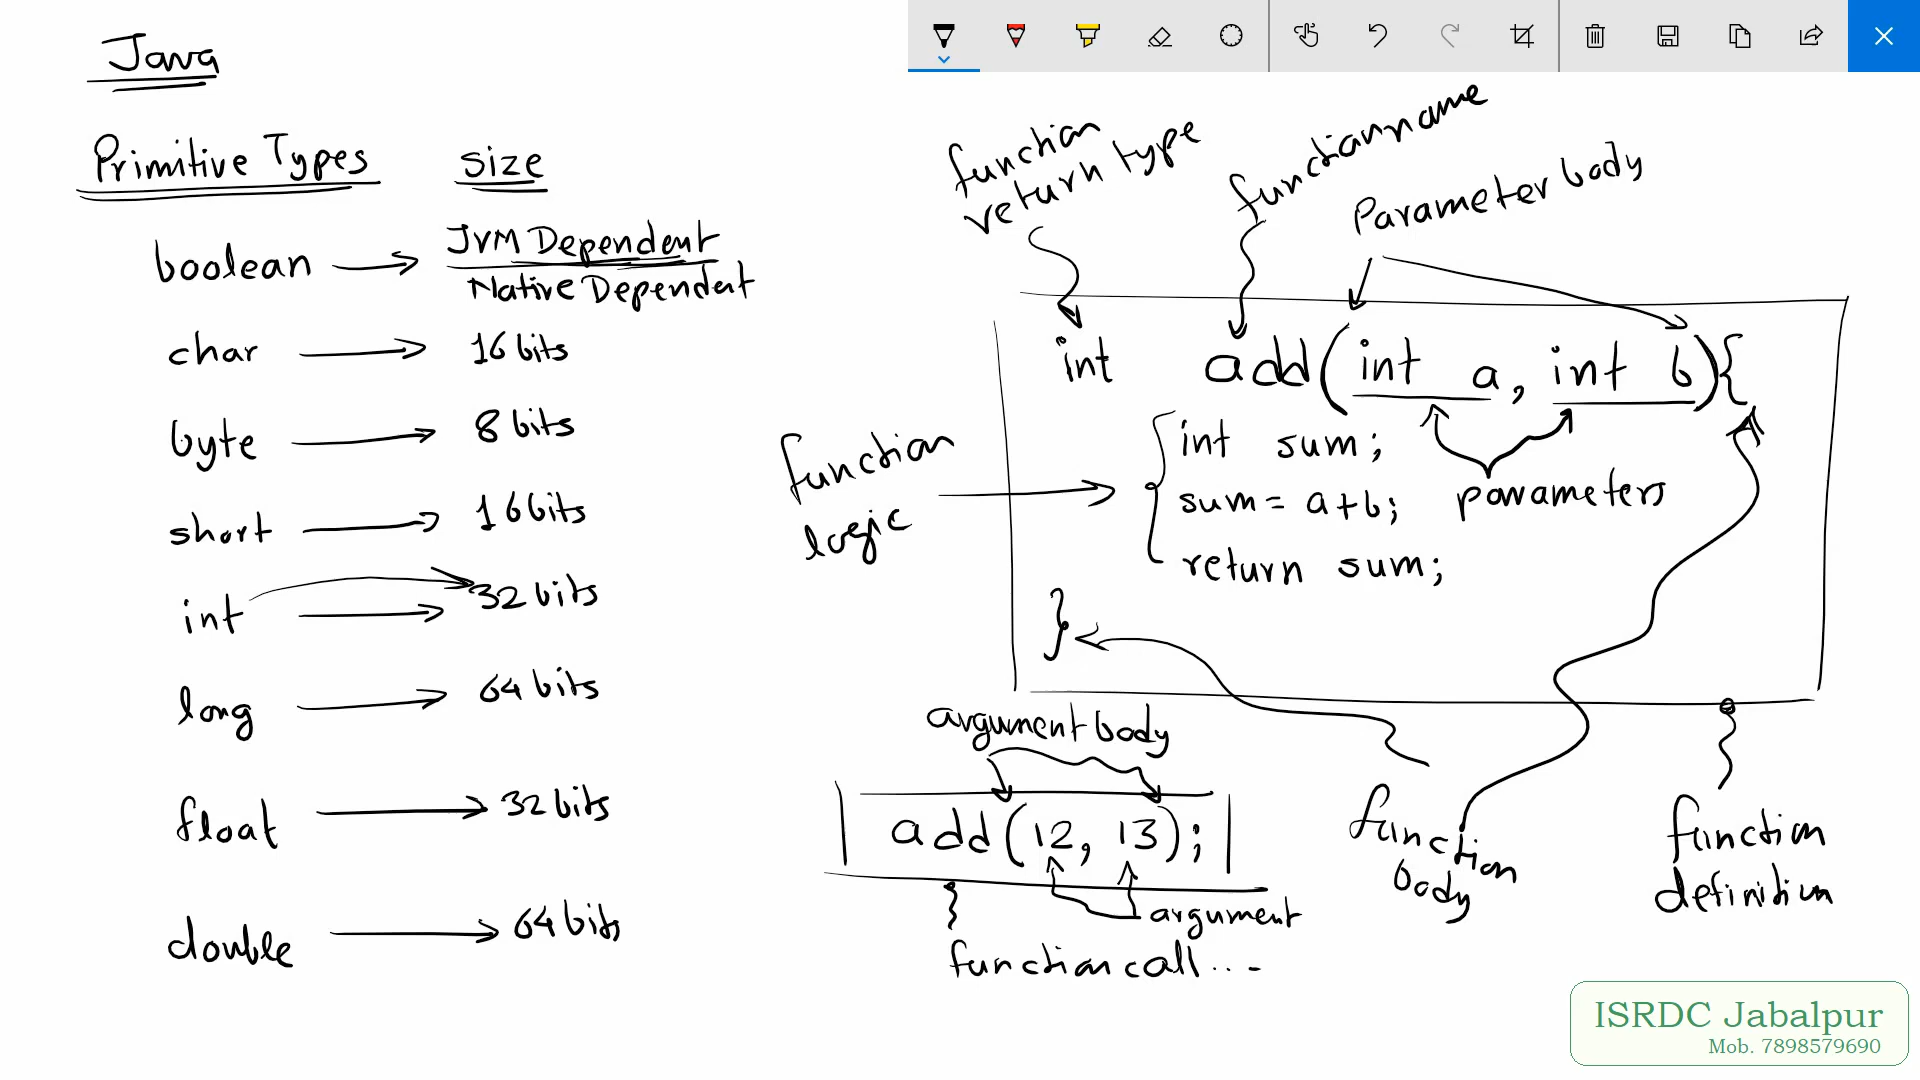 Java
Primitive Types Size
boolean JVM Dependent
Native Dependent
char 16 bits
byte 8 bits
short 16 bits
int 32 bits
long 64 bits
float 32 bits
double 64 bits
function
return type
functionname
Parameter body
int add(int a, int b){
function
logic
int sum;
sum = a+b;
return sum;
parameters
}
argument body
add(12, 13);
argument
function call...
function
body
function
definition
ISRDC Jabalpur
Mob. 7898579690